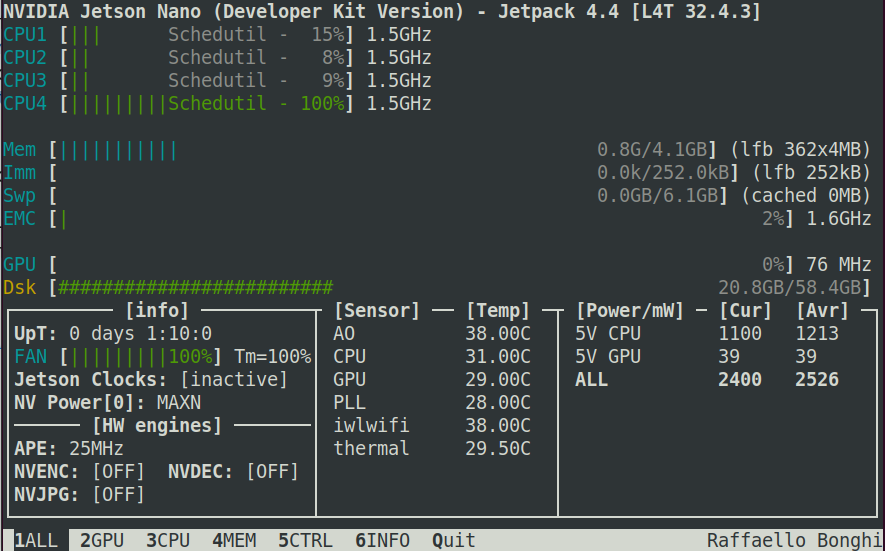 NVIDIA Jetson Nano (Developer Kit Version) - Jetpack 4.4 [L4T 32.4.3]
CPU1 [||| Schedutil - 15%] 1.5GHz
CPU2 [|| Schedutil - 8%] 1.5GHz
CPU3 [|| Schedutil - 9%] 1.5GHz
CPU4 [|||||||||Schedutil - 100%] 1.5GHz
Mem [||||||||||| 0.8G/4.1GB] (lfb 362x4MB)
Imm [ 0.0k/252.0kB] (lfb 252kB)
Swp [ 0.0GB/6.1GB] (cached 0MB)
EMC [| 2%] 1.6GHz
GPU [ 0%] 76 MHz
Dsk [######################### 20.8GB/58.4GB]
[info] [Sensor] [Temp] [Power/mW] [Cur] [Avr]
UpT: 0 days 1:10:0 AO 38.00C 5V CPU 1100 1213
FAN [|||||||||100%] Tm=100% CPU 31.00C 5V GPU 39 39
Jetson Clocks: [inactive] GPU 29.00C ALL 2400 2526
NV Power[0]: MAXN PLL 28.00C
[HW engines] iwlwifi 38.00C
APE: 25MHz thermal 29.50C
NVENC: [OFF] NVDEC: [OFF]
NVJPG: [OFF]
1ALL 2GPU 3CPU 4MEM 5CTRL 6INFO Quit Raffaello Bonghi